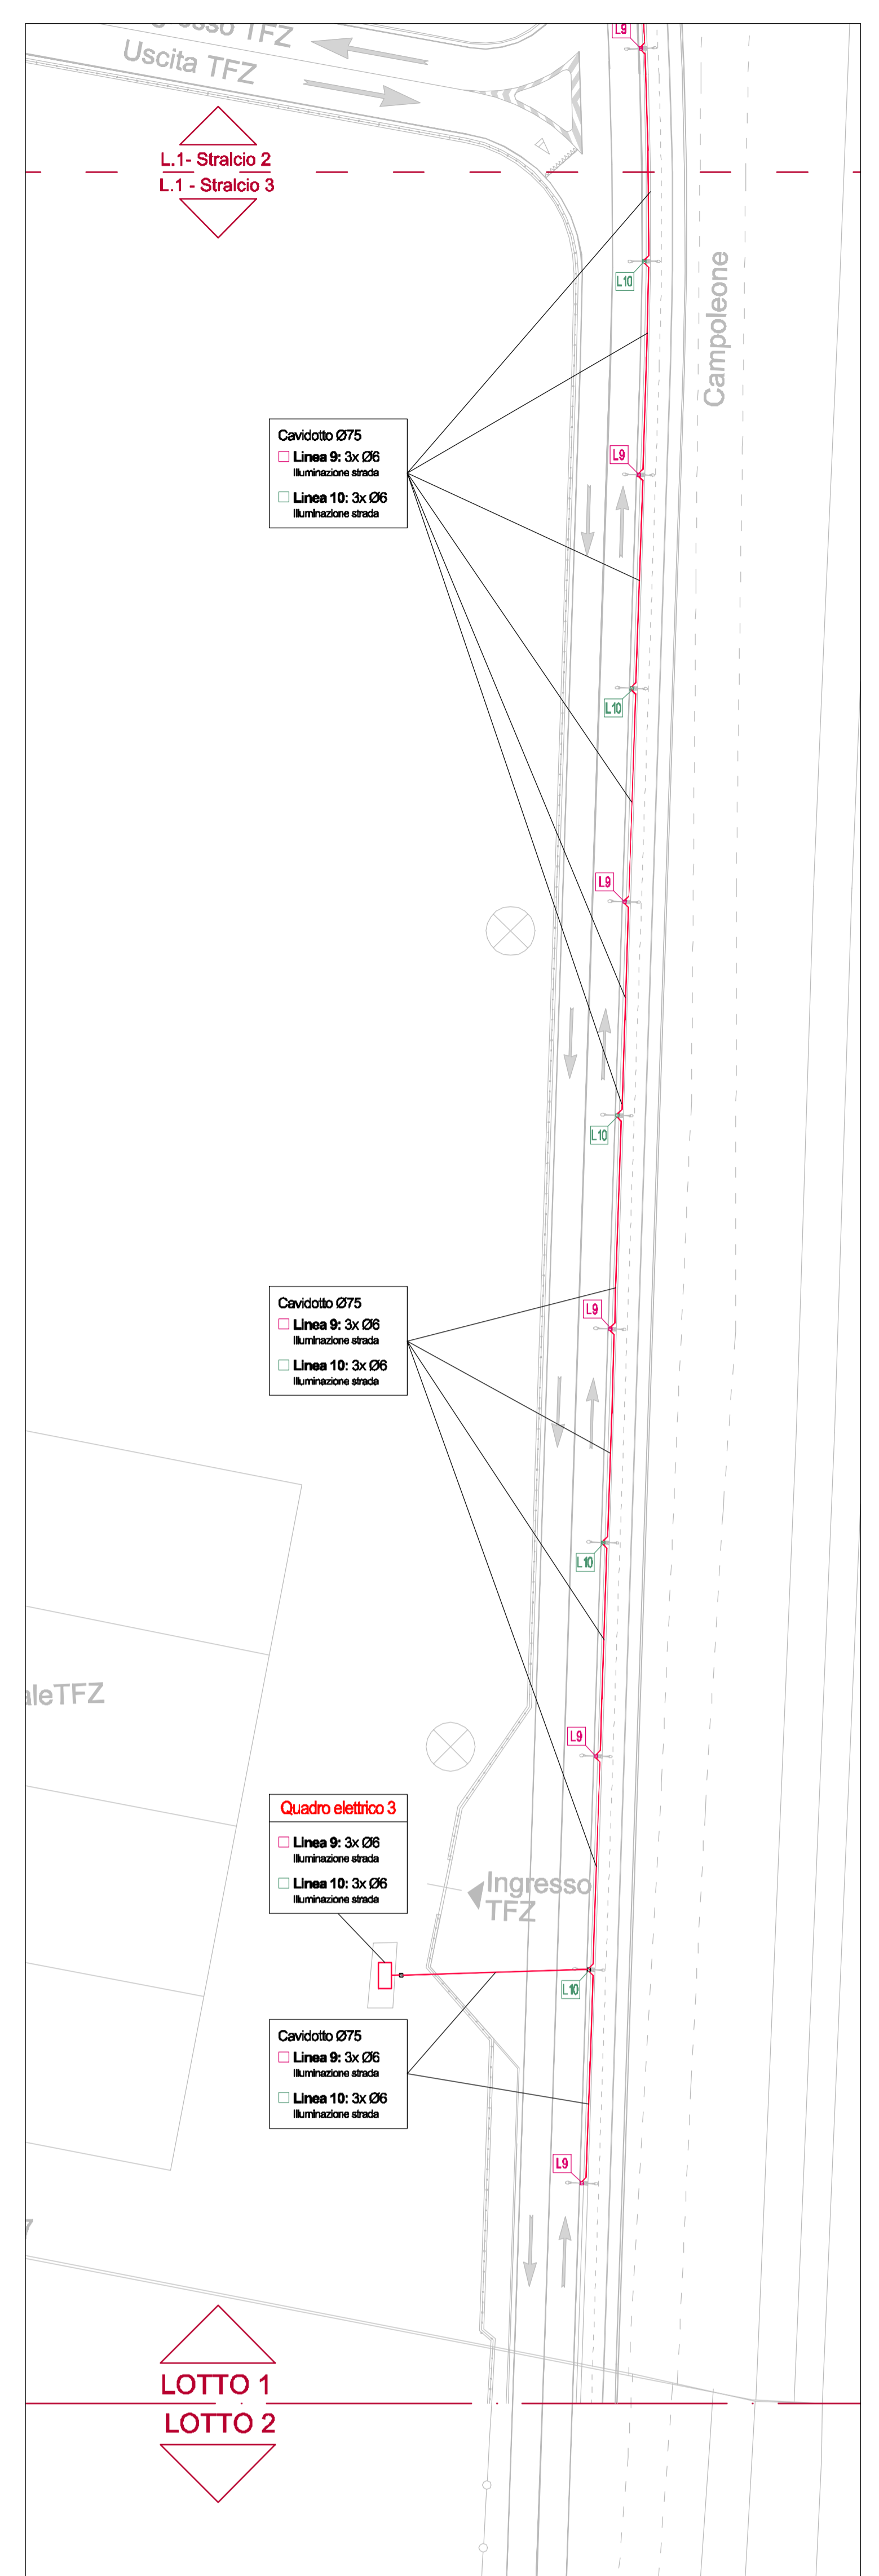 Ingresso TFZ
Uscita TFZ
L9
L.1- Stralcio 2
L.1 - Stralcio 3
L10
Campoleone
Cavidotto Ø75
Linea 9: 3x Ø6
Illuminazione strada
Linea 10: 3x Ø6
Illuminazione strada
L9
L10
L9
L10
Cavidotto Ø75
Linea 9: 3x Ø6
Illuminazione strada
Linea 10: 3x Ø6
Illuminazione strada
L9
L10
aleTFZ
L9
Quadro elettrico 3
Linea 9: 3x Ø6
Illuminazione strada
Linea 10: 3x Ø6
Illuminazione strada
Ingresso
TFZ
L10
Cavidotto Ø75
Linea 9: 3x Ø6
Illuminazione strada
Linea 10: 3x Ø6
Illuminazione strada
L9
LOTTO 1
LOTTO 2